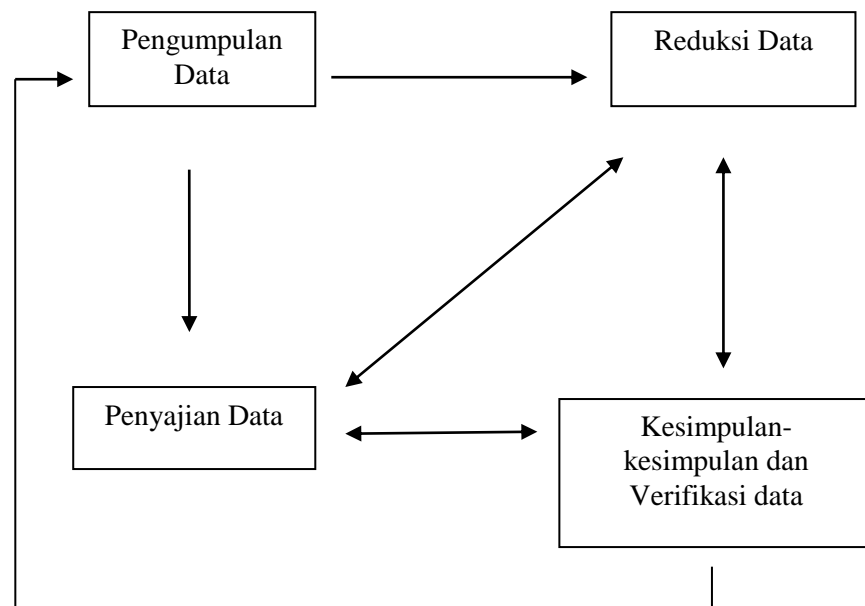 Pengumpulan
Data
Reduksi Data
Penyajian Data
Kesimpulan-
kesimpulan dan
Verifikasi data